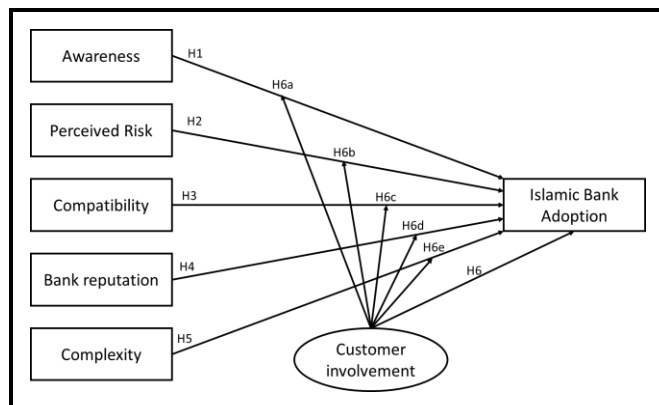 Awareness
H1
H6a
Perceived Risk
H2
H6b
Compatibility
H3
H6c
Islamic Bank
Adoption
H6d
H6e
Bank reputation
H4
H6
Complexity
H5
Customer
involvement